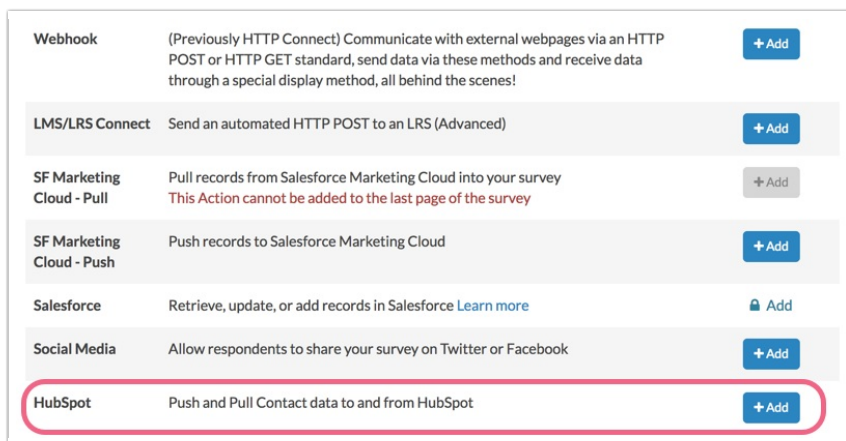 Webhook
(Previously HTTP Connect) Communicate with external webpages via an HTTP
POST or HTTP GET standard, send data via these methods and receive data
through a special display method, all behind the scenes!
+ Add
LMS/LRS Connect
Send an automated HTTP POST to an LRS (Advanced)
+ Add
SF Marketing
Cloud - Pull
Pull records from Salesforce Marketing Cloud into your survey
This Action cannot be added to the last page of the survey
+ Add
SF Marketing
Cloud - Push
Push records to Salesforce Marketing Cloud
+ Add
Salesforce
Retrieve, update, or add records in Salesforce Learn more
Add
Social Media
Allow respondents to share your survey on Twitter or Facebook
+ Add
HubSpot
Push and Pull Contact data to and from HubSpot
+ Add